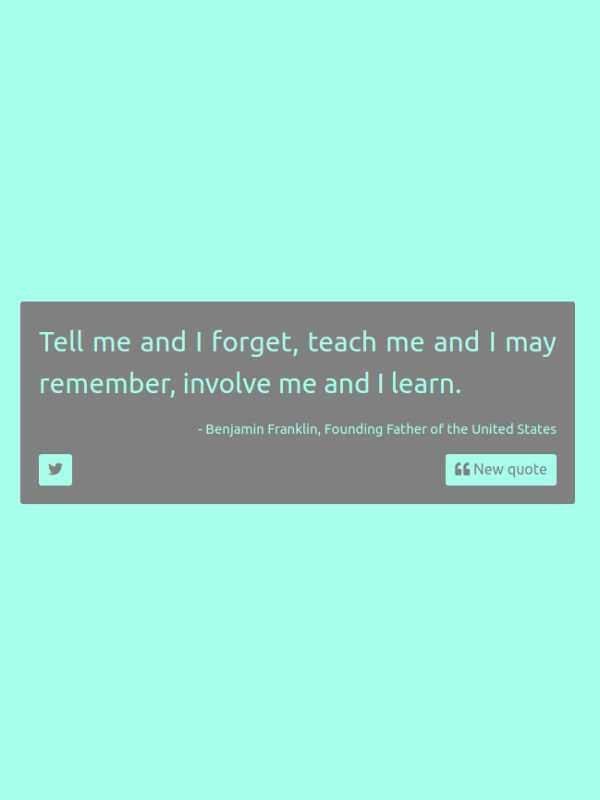 Tell me and I forget, teach me and I may
remember, involve me and I learn.
- Benjamin Franklin, Founding Father of the United States
New quote